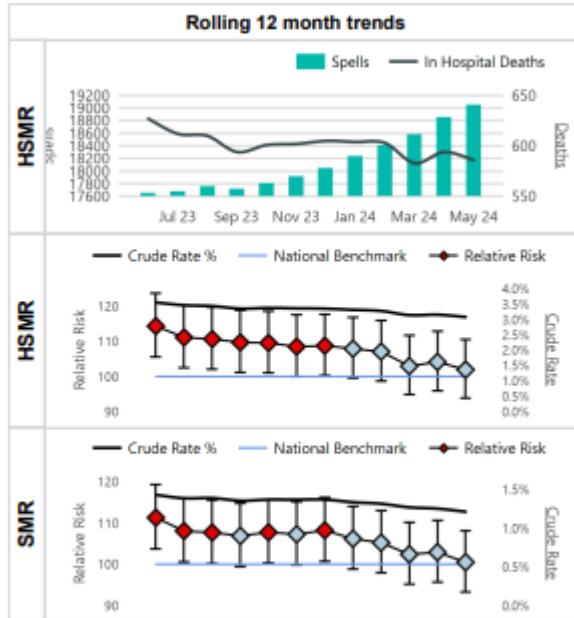 Rolling 12 month trends
HSMR
Spells In Hospital Deaths
Spells
19200
19000
18800
18600
18400
18200
18000
17800
17600
650
600
550
Deaths
Jul 23 Sep 23 Nov 23 Jan 24 Mar 24 May 24
HSMR
Crude Rate % National Benchmark Relative Risk
Relative Risk
120
110
100
90
4.0%
3.5%
3.0%
2.5%
2.0%
1.5%
1.0%
0.5%
0.0%
Crude Rate
SMR
Crude Rate % National Benchmark Relative Risk
Relative Risk
120
110
100
90
1.5%
1.0%
0.5%
0.0%
Crude Rate